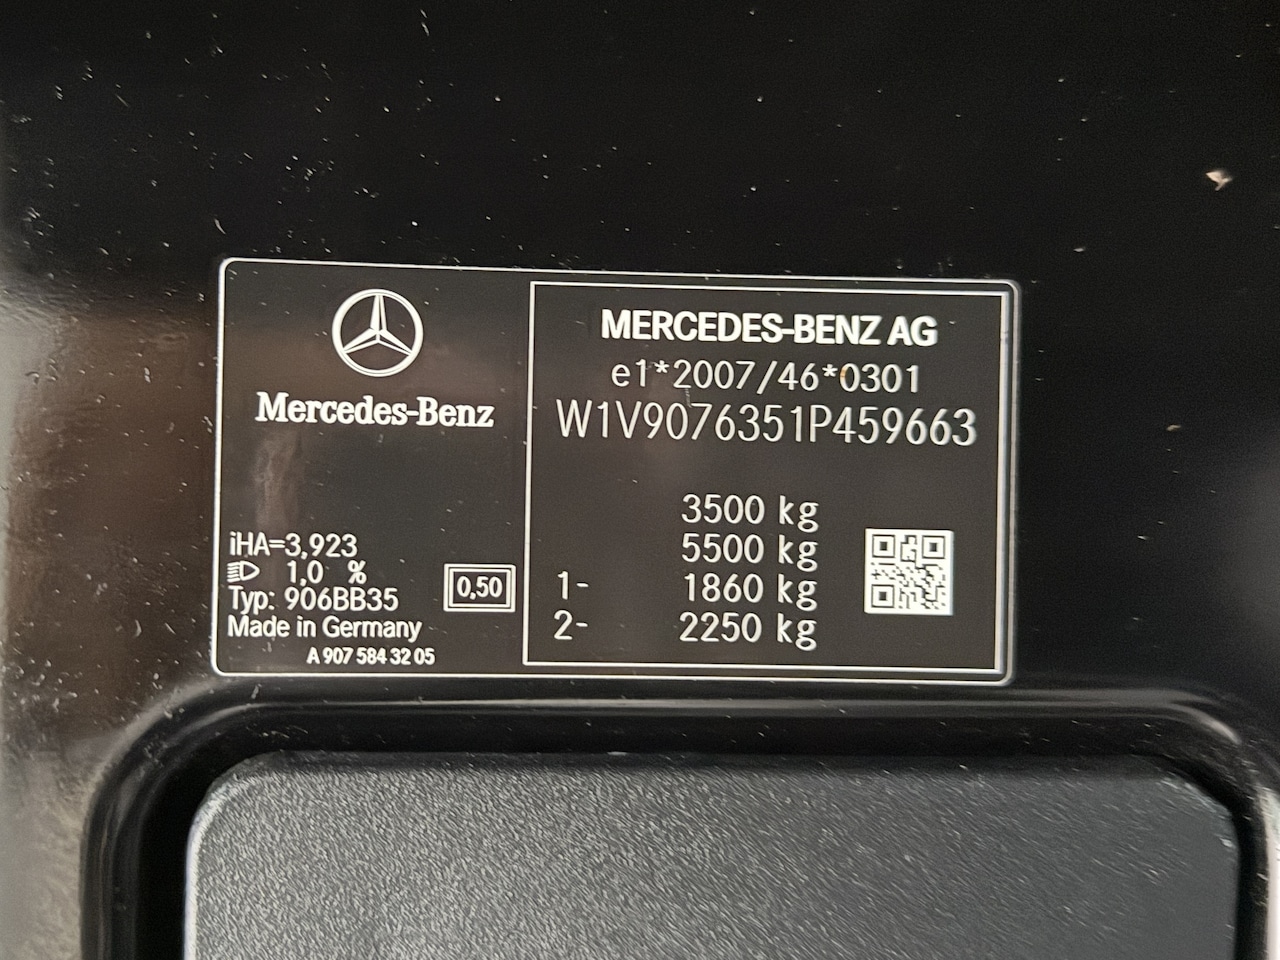 Mercedes-Benz
iHA=3,923
1,0 %
Typ: 906BB35
Made in Germany
A 907 584 32 05
0,50
MERCEDES-BENZ AG
e1*2007/46*0301
W1V9076351P459663
3500 kg
5500 kg
1- 1860 kg
2- 2250 kg